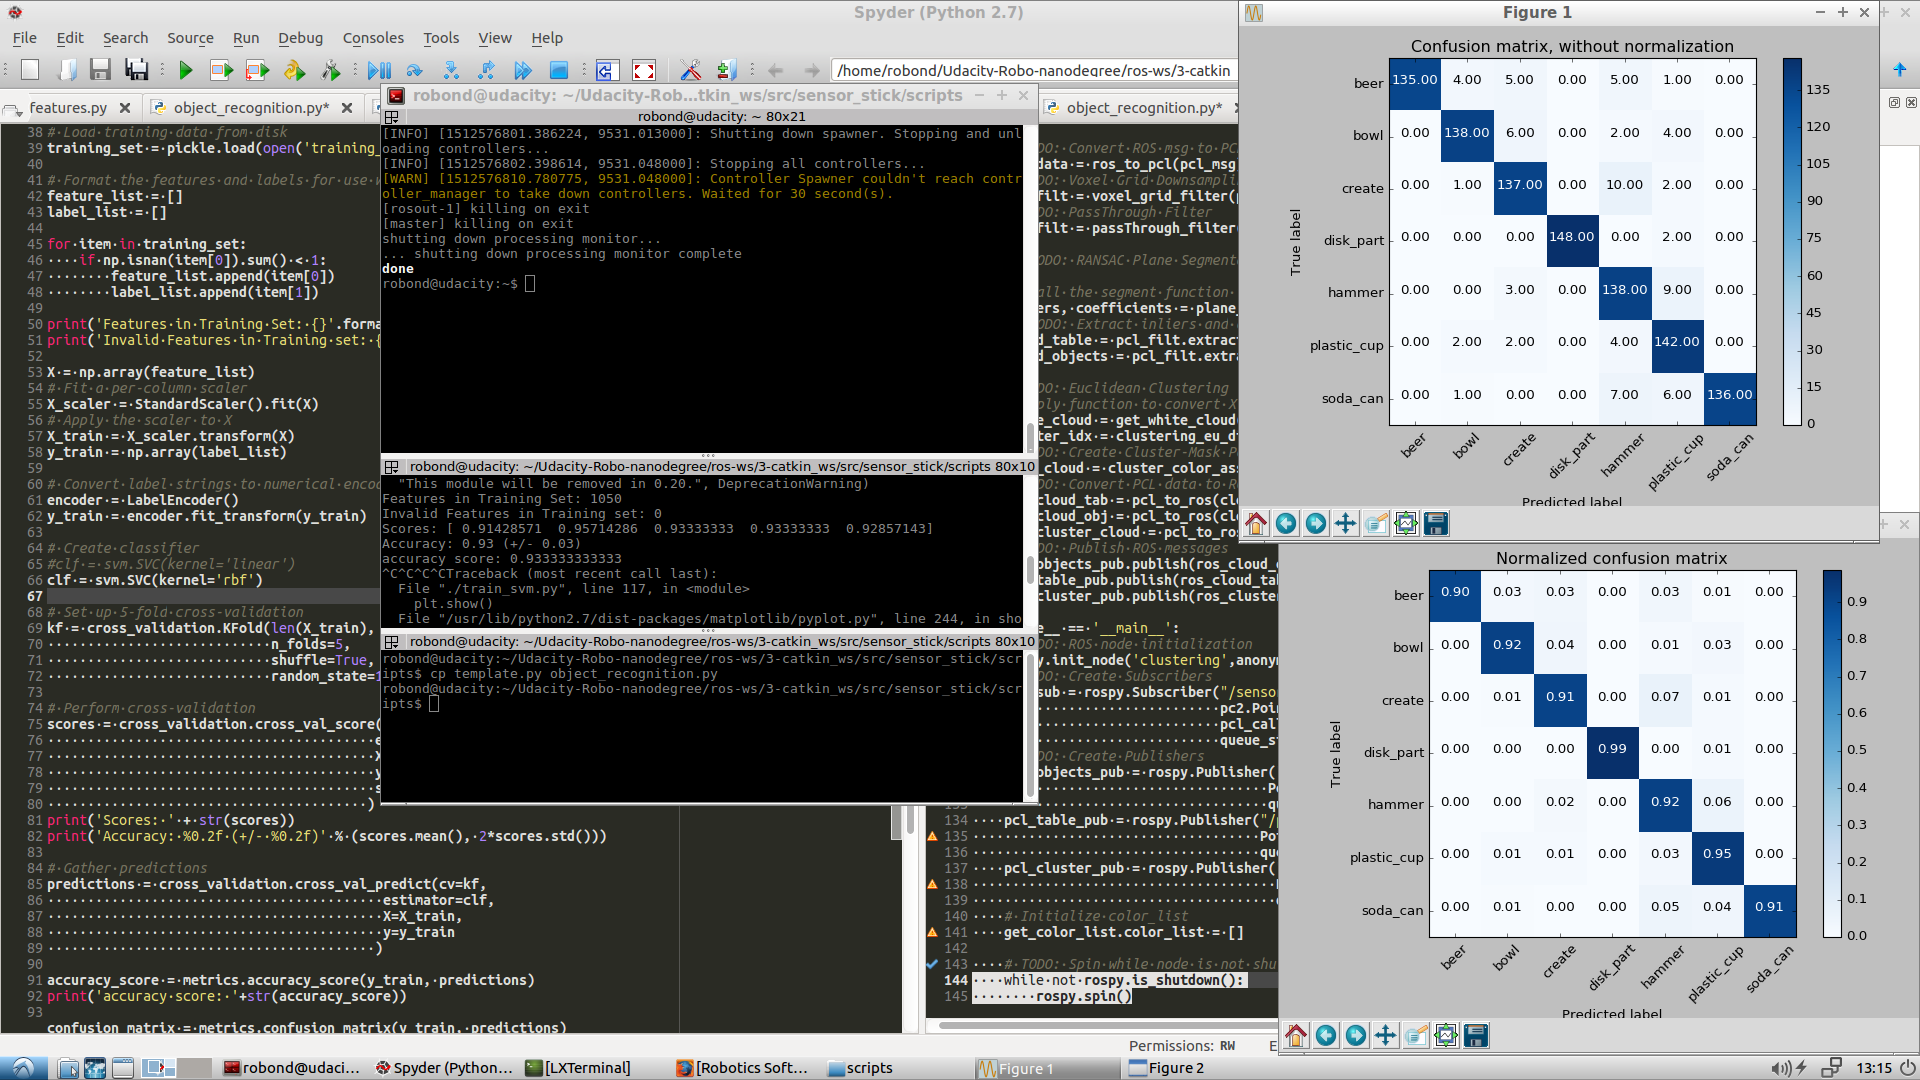 Spyder (Python 2.7)
File Edit Search Source Run Debug Consoles Tools View Help
/home/robond/Udacity-Robo-nanodegree/ros-ws/3-catkin
features.py
object_recognition.py*
38 # Load training data from disk
39 training_set = pickle.load(open('training_
40
41 # Format the features and labels for use w
42 feature_list = []
43 label_list = []
44
45 for item in training_set:
46     if np.isnan(item[0]).sum() < 1:
47         feature_list.append(item[0])
48         label_list.append(item[1])
49
50 print('Features in Training Set: {}'.forma
51 print('Invalid Features in Training set: {
52
53 X = np.array(feature_list)
54 # Fit a per-column scaler
55 X_scaler = StandardScaler().fit(X)
56 # Apply the scaler to X
57 X_train = X_scaler.transform(X)
58 y_train = np.array(label_list)
59
60 # Convert label strings to numerical encod
61 encoder = LabelEncoder()
62 y_train = encoder.fit_transform(y_train)
63
64 # Create classifier
65 #clf = svm.SVC(kernel='linear')
66 clf = svm.SVC(kernel='rbf')
67
68 # Set up 5-fold cross-validation
69 kf = cross_validation.KFold(len(X_train),
70 n_folds=5,
71 shuffle=True,
72 random_state=1
73
74 # Perform cross-validation
75 scores = cross_validation.cross_val_score(
76 e
77 X
78 y
79 s
80 )
81 print('Scores: ' + str(scores))
82 print('Accuracy: %0.2f (+/- %0.2f)' % (scores.mean(), 2*scores.std()))
83
84 # Gather predictions
85 predictions = cross_validation.cross_val_predict(cv=kf,
86 estimator=clf,
87 X=X_train,
88 y=y_train
89 )
90
91 accuracy_score = metrics.accuracy_score(y_train, predictions)
92 print('accuracy score: '+str(accuracy_score))
93
confusion_matrix = metrics.confusion_matrix(y_train, predictions)
robond@udacity: ~/Udacity-Rob...tkin_ws/src/sensor_stick/scripts
robond@udacity: ~ 80x21
[INFO] [1512576801.386224, 9531.013000]: Shutting down spawner. Stopping and unl
oading controllers...
[INFO] [1512576802.398614, 9531.048000]: Stopping all controllers...
[WARN] [1512576810.780775, 9531.048000]: Controller Spawner couldn't reach contr
oller_manager to take down controllers. Waited for 30 second(s).
[rosout-1] killing on exit
[master] killing on exit
shutting down processing monitor...
... shutting down processing monitor complete
done
robond@udacity:~$
robond@udacity: ~/Udacity-Robo-nanodegree/ros-ws/3-catkin_ws/src/sensor_stick/scripts 80x10
"This module will be removed in 0.20.", DeprecationWarning)
Features in Training Set: 1050
Invalid Features in Training set: 0
Scores: [ 0.91428571  0.95714286  0.93333333  0.93333333  0.92857143]
Accuracy: 0.93 (+/- 0.03)
accuracy score: 0.933333333333
^C^C^C^CTraceback (most recent call last):
File "./train_svm.py", line 117, in <module>
plt.show()
File "/usr/lib/python2.7/dist-packages/matplotlib/pyplot.py", line 244, in sho
robond@udacity: ~/Udacity-Robo-nanodegree/ros-ws/3-catkin_ws/src/sensor_stick/scripts 80x10
robond@udacity:~/Udacity-Robo-nanodegree/ros-ws/3-catkin_ws/src/sensor_stick/scr
ipts$ cp template.py object_recognition.py
robond@udacity:~/Udacity-Robo-nanodegree/ros-ws/3-catkin_ws/src/sensor_stick/scr
ipts$
object_recognition.py*
DO: Convert ROS msg to PC
data = ros_to_pcl(pcl_msg
DO: Voxel Grid Downsampli
filt = voxel_grid_filter(p
DO: PassThrough Filter
filt = passThrough_filter(
DO: RANSAC Plane Segment
all the segment function
ers, coefficients = plane_
DO: Extract inliers and
d_table = pcl_filt.extract
d_objects = pcl_filt.extra
DO: Euclidean Clustering
ply function to convert X
e_cloud = get_white_cloud
ter_idx = clustering_eu_d
DO: Create Cluster-Mask P
cloud = cluster_color_ass
DO: Convert PCL data to R
cloud_tab = pcl_to_ros(clo
cloud_obj = pcl_to_ros(clo
cluster_cloud = pcl_to_ros
DO: Publish ROS messages
objects_pub.publish(ros_cloud_
table_pub.publish(ros_cloud_ta
cluster_pub.publish(ros_cluste
e__ == '__main__':
DO: ROS node initialization
y.init_node('clustering',anony
DO: Create Subscribers
sub = rospy.Subscriber("/senso
pc2.Poi
pcl_cal
queue_s
DO: Create Publishers
objects_pub = rospy.Publisher(
Po
qu
134 pcl_table_pub = rospy.Publisher("/p
135 Po
136 que
137 pcl_cluster_pub = rospy.Publisher(
138
139
140 # Initialize color_list
141 get_color_list.color_list = []
142
143 # TODO: Spin while node is not shu
144 while not rospy.is_shutdown():
145 rospy.spin()
Permissions: RW E
Figure 1
Confusion matrix, without normalization
beer 135.00 4.00 5.00 0.00 5.00 1.00 0.00
bowl 0.00 138.00 6.00 0.00 2.00 4.00 0.00
create 0.00 1.00 137.00 0.00 10.00 2.00 0.00
disk_part 0.00 0.00 0.00 148.00 0.00 2.00 0.00
hammer 0.00 0.00 3.00 0.00 138.00 9.00 0.00
plastic_cup 0.00 2.00 2.00 0.00 4.00 142.00 0.00
soda_can 0.00 1.00 0.00 0.00 7.00 6.00 136.00
True label
beer bowl create disk_part hammer plastic_cup soda_can
Predicted label
135
120
105
90
75
60
45
30
15
0
Normalized confusion matrix
beer 0.90 0.03 0.03 0.00 0.03 0.01 0.00
bowl 0.00 0.92 0.04 0.00 0.01 0.03 0.00
create 0.00 0.01 0.91 0.00 0.07 0.01 0.00
disk_part 0.00 0.00 0.00 0.99 0.00 0.01 0.00
hammer 0.00 0.00 0.02 0.00 0.92 0.06 0.00
plastic_cup 0.00 0.01 0.01 0.00 0.03 0.95 0.00
soda_can 0.00 0.01 0.00 0.00 0.05 0.04 0.91
True label
beer bowl create disk_part hammer plastic_cup soda_can
Predicted label
0.9
0.8
0.7
0.6
0.5
0.4
0.3
0.2
0.1
0.0
robond@udaci... Spyder (Python... [LXTerminal] [Robotics Soft... scripts Figure 1 Figure 2 13:15